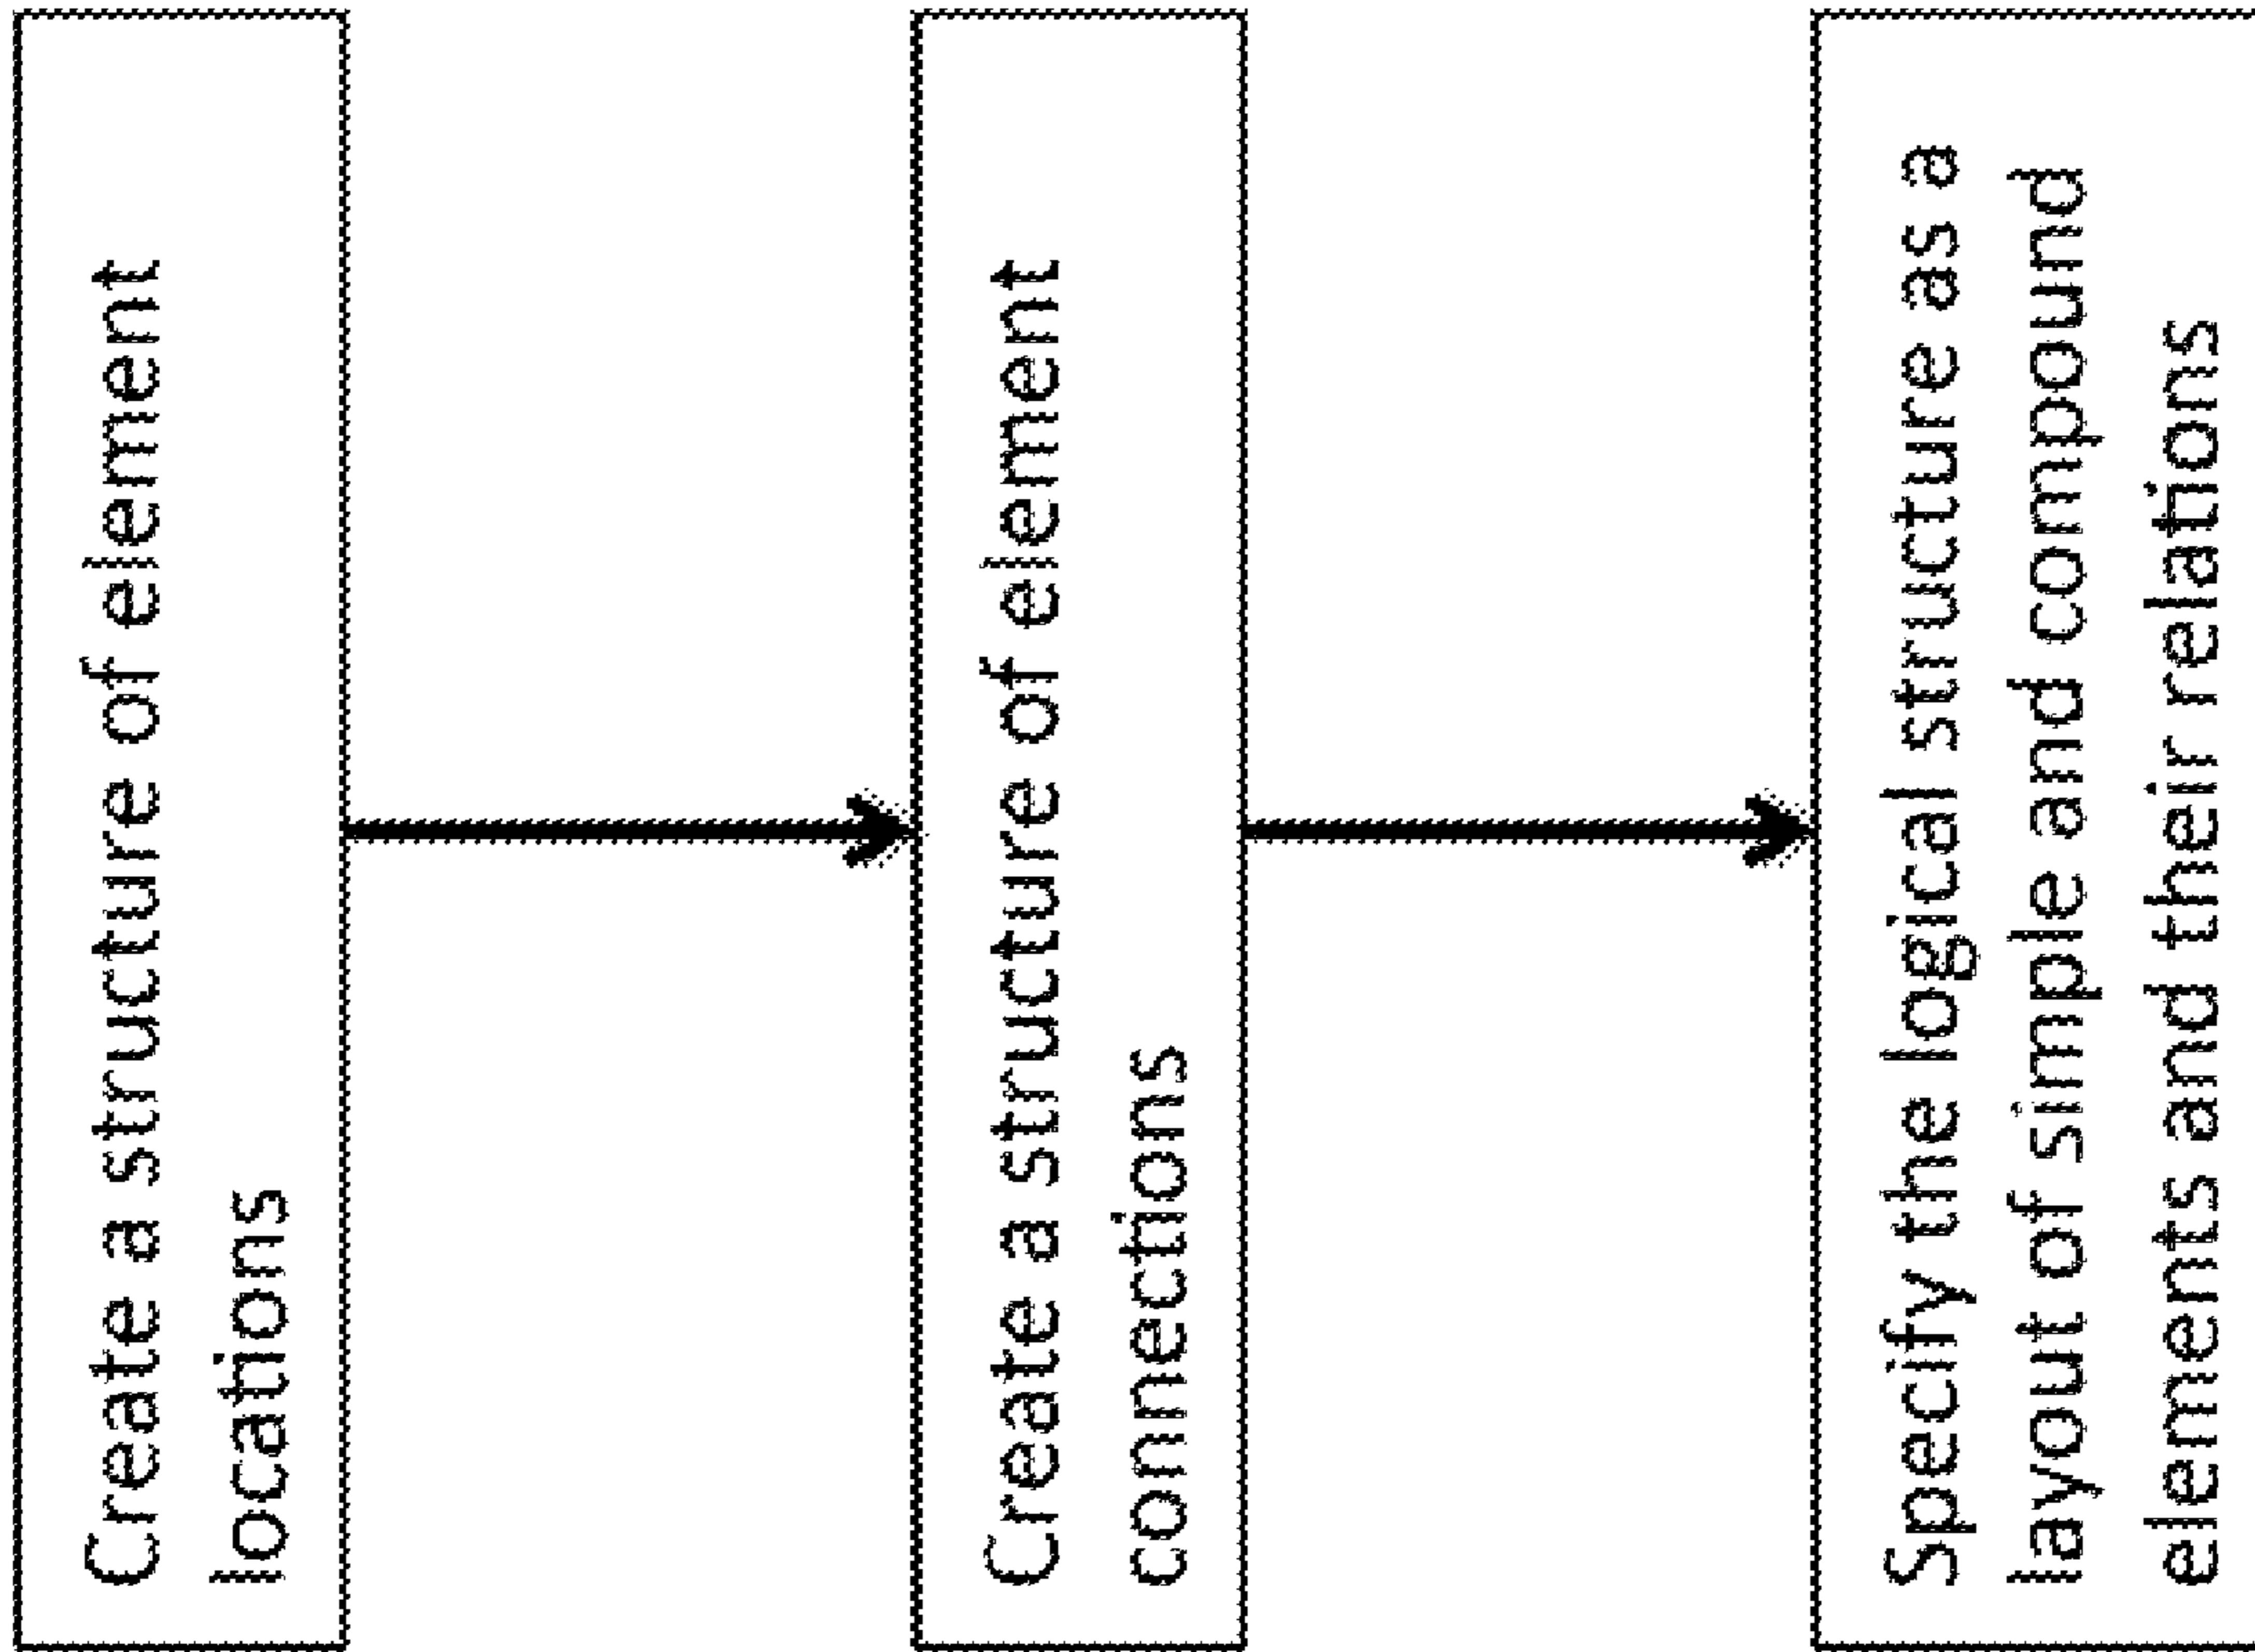 Create a structure of element
locations
Create a structure of element
connections
Specify the logical structure as a
layout of simple and compound
elements and their relations